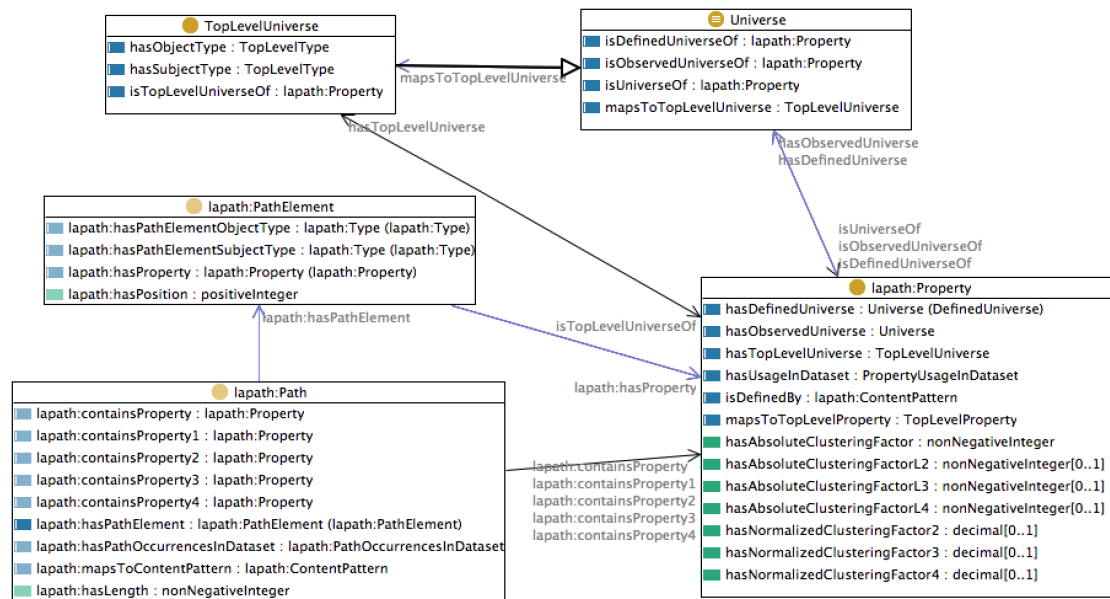 TopLevelUniverse
hasObjectType : TopLevelType
hasSubjectType : TopLevelType
isTopLevelUniverseOf : lapath:Property
Universe
isDefinedUniverseOf : lapath:Property
isObservedUniverseOf : lapath:Property
isUniverseOf : lapath:Property
mapsToTopLevelUniverse : TopLevelUniverse
mapsToTopLevelUniverse
hasTopLevelUniverse
hasObservedUniverse
hasDefinedUniverse
isUniverseOf
isObservedUniverseOf
isDefinedUniverseOf
lapath:PathElement
lapath:hasPathElementObjectType : lapath:Type (lapath:Type)
lapath:hasPathElementSubjectType : lapath:Type (lapath:Type)
lapath:hasProperty : lapath:Property (lapath:Property)
lapath:hasPosition : positiveInteger
lapath:hasPathElement
isTopLevelUniverseOf
lapath:hasProperty
lapath:Property
hasDefinedUniverse : Universe (DefinedUniverse)
hasObservedUniverse : Universe
hasTopLevelUniverse : TopLevelUniverse
hasUsageInDataset : PropertyUsageInDataset
isDefinedBy : lapath:ContentPattern
mapsToTopLevelProperty : TopLevelProperty
hasAbsoluteClusteringFactor : nonNegativeInteger
hasAbsoluteClusteringFactorL2 : nonNegativeInteger[0..1]
hasAbsoluteClusteringFactorL3 : nonNegativeInteger[0..1]
hasAbsoluteClusteringFactorL4 : nonNegativeInteger[0..1]
hasNormalizedClusteringFactor2 : decimal[0..1]
hasNormalizedClusteringFactor3 : decimal[0..1]
hasNormalizedClusteringFactor4 : decimal[0..1]
lapath:Path
lapath:containsProperty : lapath:Property
lapath:containsProperty1 : lapath:Property
lapath:containsProperty2 : lapath:Property
lapath:containsProperty3 : lapath:Property
lapath:containsProperty4 : lapath:Property
lapath:hasPathElement : lapath:PathElement (lapath:PathElement)
lapath:hasPathOccurrencesInDataset : lapath:PathOccurrencesInDataset
lapath:mapsToContentPattern : lapath:ContentPattern
lapath:hasLength : nonNegativeInteger
lapath:containsProperty
lapath:containsProperty1
lapath:containsProperty2
lapath:containsProperty3
lapath:containsProperty4